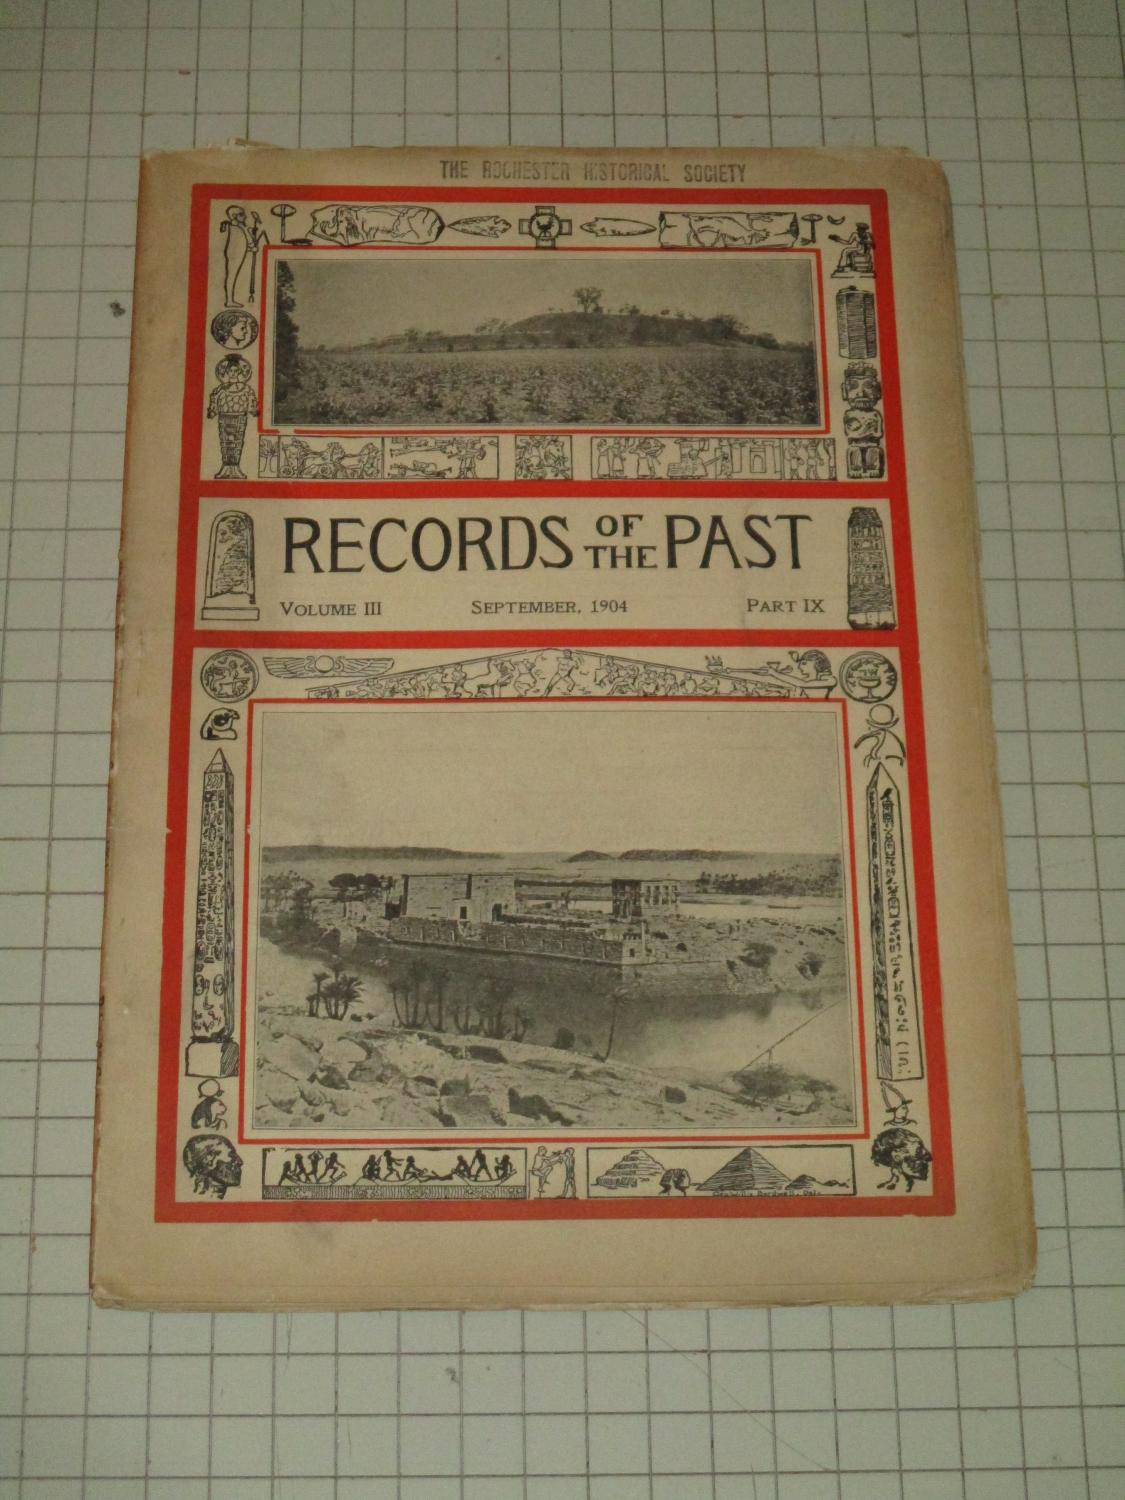 THE ROCHESTER HISTORICAL SOCIETY
RECORDS OF THE PAST
VOLUME III SEPTEMBER, 1904 PART IX